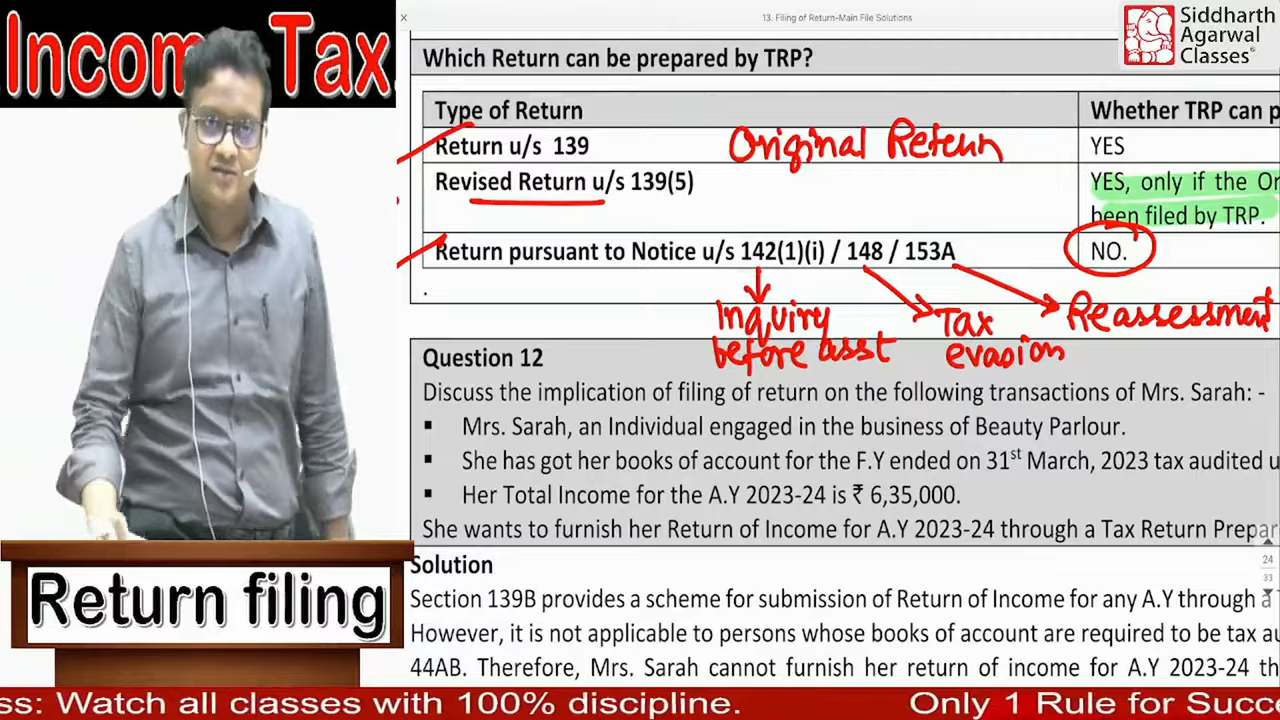 Income Tax
13. Filing of Return-Main File Solutions
Siddharth
Agarwal
Classes
Which Return can be prepared by TRP?
Type of Return
Whether TRP can p
Return u/s 139
Original Return
YES
Revised Return u/s 139(5)
YES, only if the Or
been filed by TRP.
Return pursuant to Notice u/s 142(1)(i) / 148 / 153A
NO.
.
Inquiry
before asst
Tax
evasion
Reassessment
Question 12
Discuss the implication of filing of return on the following transactions of Mrs. Sarah: -
▪ Mrs. Sarah, an Individual engaged in the business of Beauty Parlour.
▪ She has got her books of account for the F.Y ended on 31st March, 2023 tax audited u
▪ Her Total Income for the A.Y 2023-24 is ₹ 6,35,000.
She wants to furnish her Return of Income for A.Y 2023-24 through a Tax Return Prepar
24
33
Solution
Section 139B provides a scheme for submission of Return of Income for any A.Y through a T
However, it is not applicable to persons whose books of account are required to be tax au
44AB. Therefore, Mrs. Sarah cannot furnish her return of income for A.Y 2023-24 th
Return filing
ss: Watch all classes with 100% discipline.
Only 1 Rule for Succe